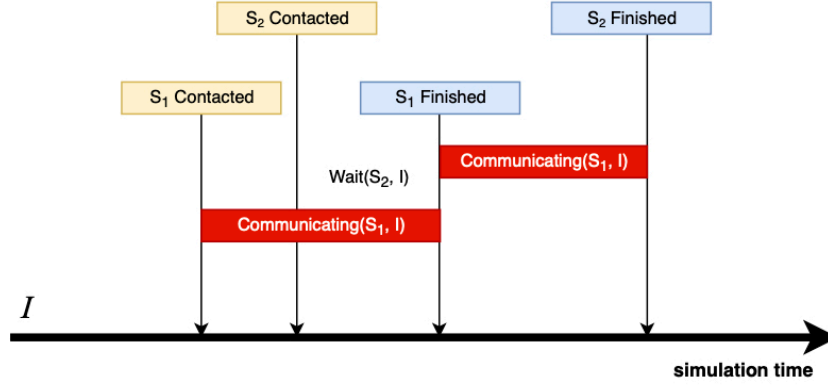 S₂ Contacted
S₂ Finished
S₁ Contacted
S₁ Finished
Communicating(S₁, I)
Wait(S₂, I)
Communicating(S₁, I)
I
simulation time